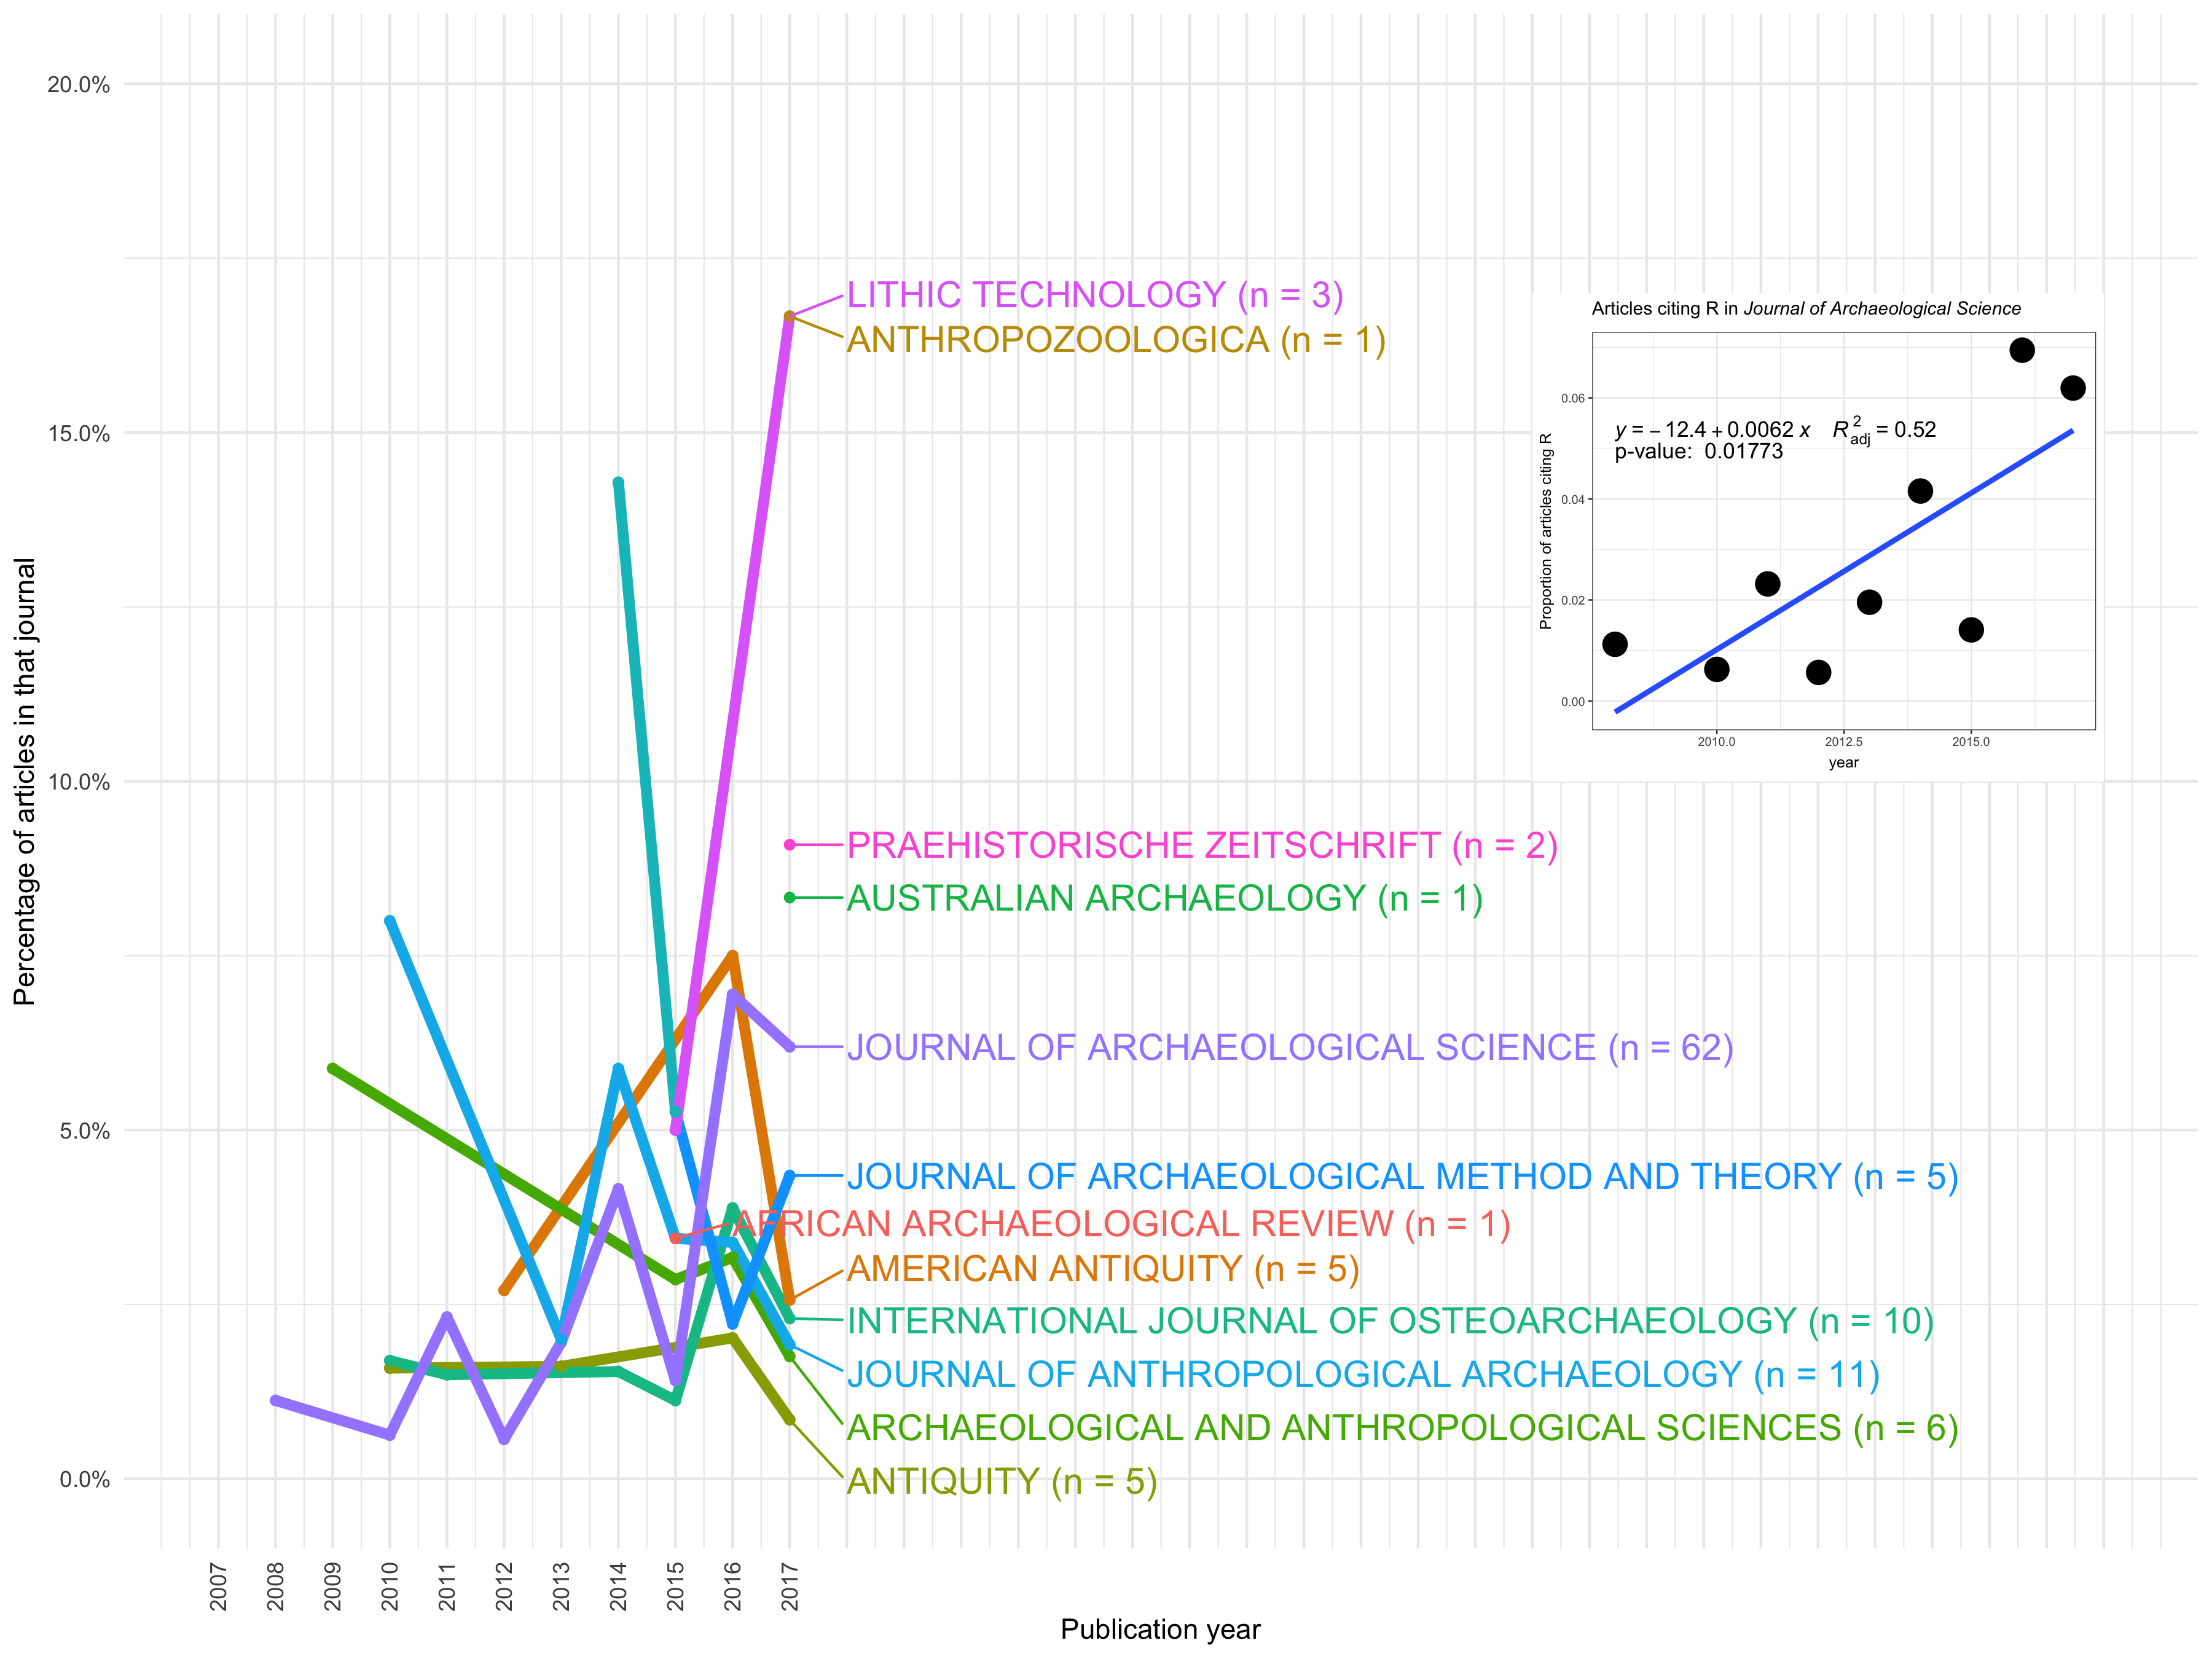 20.0%
15.0%
10.0%
5.0%
0.0%
Percentage of articles in that journal
LITHIC TECHNOLOGY (n = 3)
ANTHROPOZOOLOGICA (n = 1)
PRAEHISTORISCHE ZEITSCHRIFT (n = 2)
AUSTRALIAN ARCHAEOLOGY (n = 1)
JOURNAL OF ARCHAEOLOGICAL SCIENCE (n = 62)
JOURNAL OF ARCHAEOLOGICAL METHOD AND THEORY (n = 5)
AFRICAN ARCHAEOLOGICAL REVIEW (n = 1)
AMERICAN ANTIQUITY (n = 5)
INTERNATIONAL JOURNAL OF OSTEOARCHAEOLOGY (n = 10)
JOURNAL OF ANTHROPOLOGICAL ARCHAEOLOGY (n = 11)
ARCHAEOLOGICAL AND ANTHROPOLOGICAL SCIENCES (n = 6)
ANTIQUITY (n = 5)
Articles citing R in Journal of Archaeological Science
y = − 12.4 + 0.0062 x R²adj = 0.52
p-value: 0.01773
Proportion of articles citing R
0.06
0.04
0.02
0.00
2010.0 2012.5 2015.0
year
2007 2008 2009 2010 2011 2012 2013 2014 2015 2016 2017
Publication year